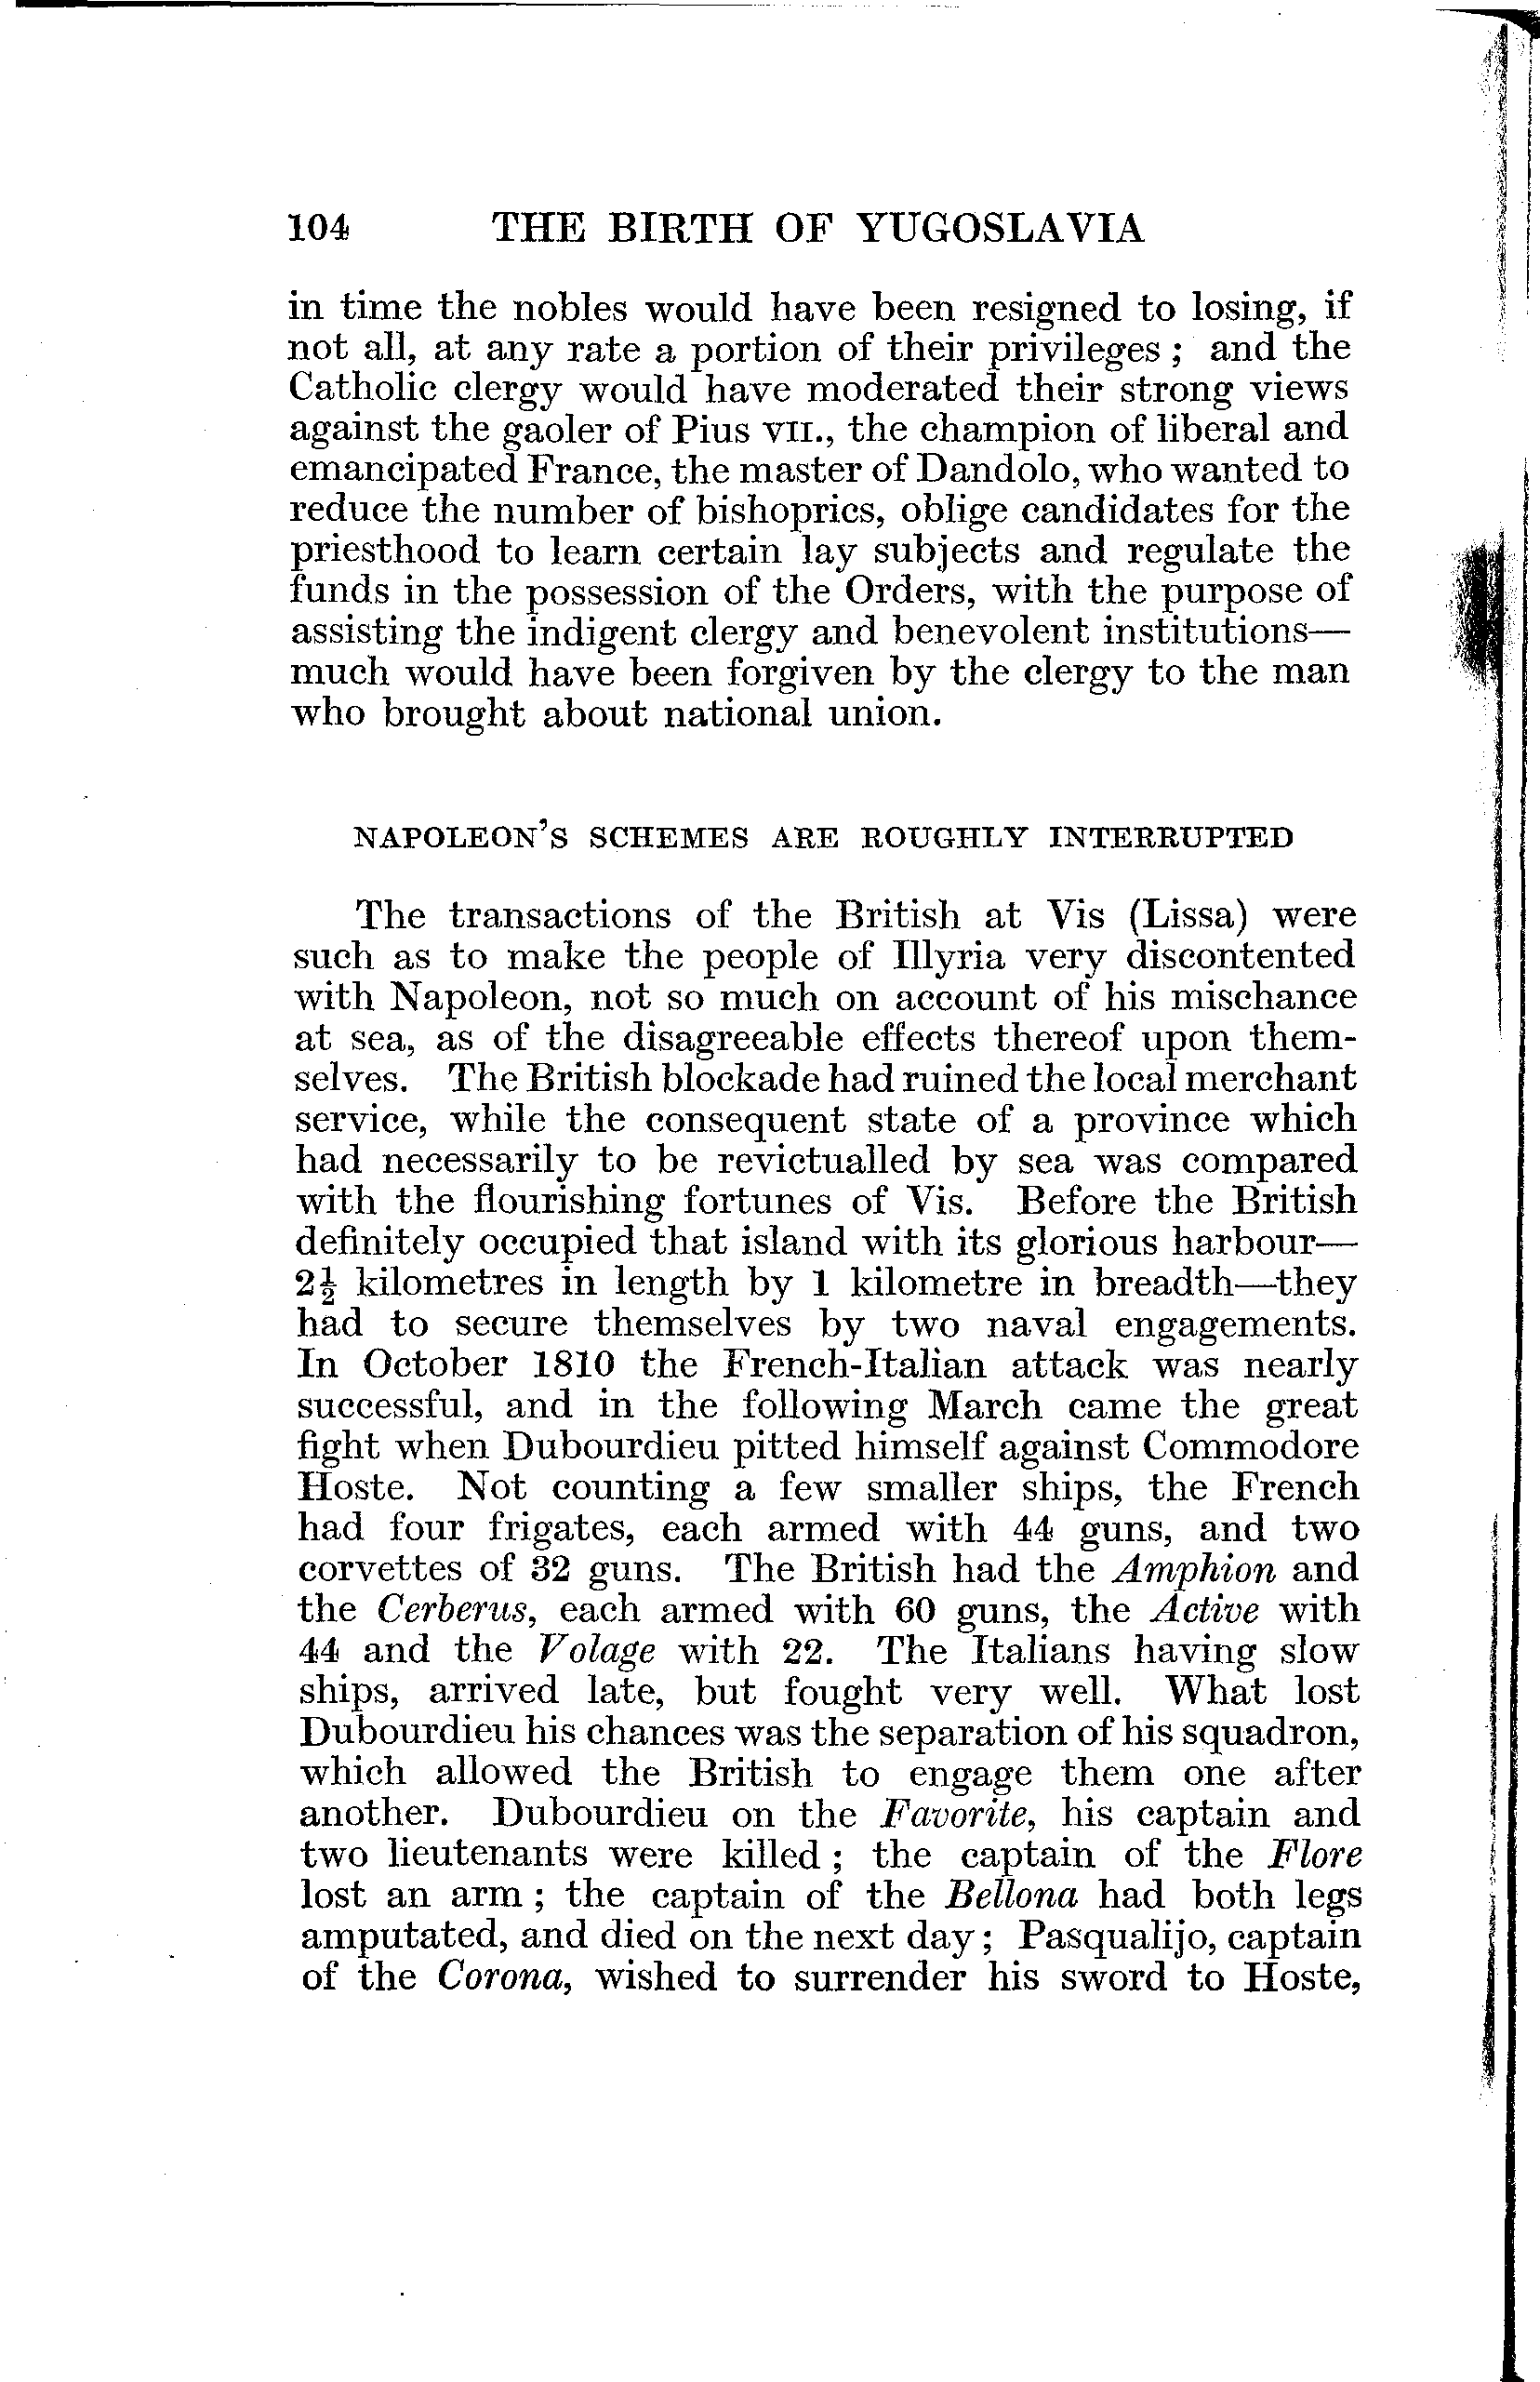 104 THE BIRTH OF YUGOSLAVIA
in time the nobles would have been resigned to losing, if
not all, at any rate a portion of their privileges ; and the
Catholic clergy would have moderated their strong views
against the gaoler of Pius VII., the champion of liberal and
emancipated France, the master of Dandolo, who wanted to
reduce the number of bishoprics, oblige candidates for the
priesthood to learn certain lay subjects and regulate the
funds in the possession of the Orders, with the purpose of
assisting the indigent clergy and benevolent institutions—
much would have been forgiven by the clergy to the man
who brought about national union.
NAPOLEON'S SCHEMES ARE ROUGHLY INTERRUPTED
The transactions of the British at Vis (Lissa) were
such as to make the people of Illyria very discontented
with Napoleon, not so much on account of his mischance
at sea, as of the disagreeable effects thereof upon them-
selves. The British blockade had ruined the local merchant
service, while the consequent state of a province which
had necessarily to be revictualled by sea was compared
with the flourishing fortunes of Vis. Before the British
definitely occupied that island with its glorious harbour—
2½ kilometres in length by 1 kilometre in breadth—they
had to secure themselves by two naval engagements.
In October 1810 the French-Italian attack was nearly
successful, and in the following March came the great
fight when Dubourdieu pitted himself against Commodore
Hoste. Not counting a few smaller ships, the French
had four frigates, each armed with 44 guns, and two
corvettes of 32 guns. The British had the Amphion and
the Cerberus, each armed with 60 guns, the Active with
44 and the Volage with 22. The Italians having slow
ships, arrived late, but fought very well. What lost
Dubourdieu his chances was the separation of his squadron,
which allowed the British to engage them one after
another. Dubourdieu on the Favorite, his captain and
two lieutenants were killed ; the captain of the Flore
lost an arm ; the captain of the Bellona had both legs
amputated, and died on the next day ; Pasqualijo, captain
of the Corona, wished to surrender his sword to Hoste,